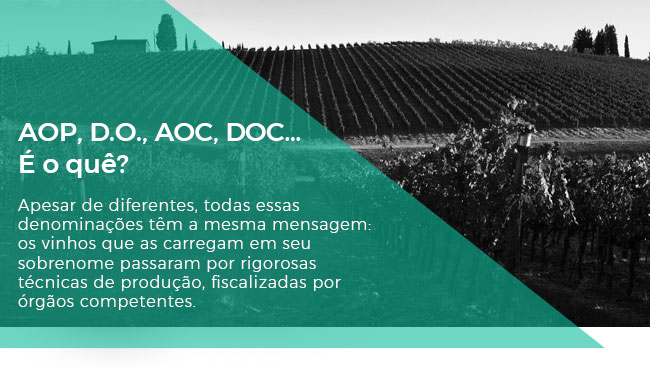 AOP, D.O., AOC, DOC...
É o quê?
Apesar de diferentes, todas essas
denominações têm a mesma mensagem:
os vinhos que as carregam em seu
sobrenome passaram por rigorosas
técnicas de produção, fiscalizadas por
órgãos competentes.